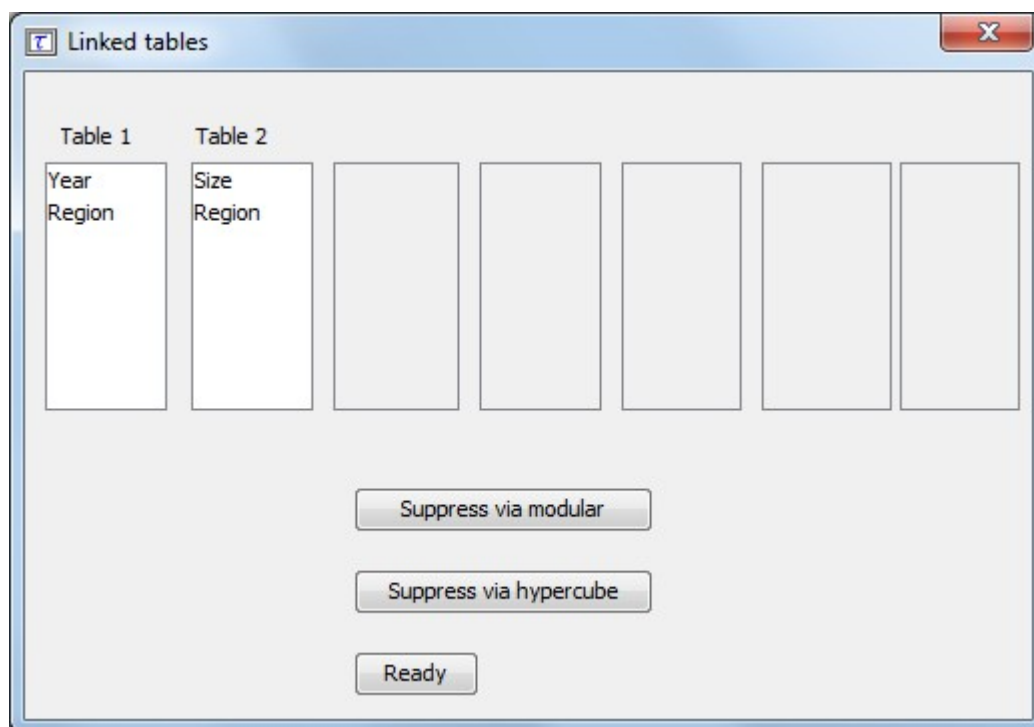 τ Linked tables
Table 1 Table 2
Year Size
Region Region
Suppress via modular
Suppress via hypercube
Ready